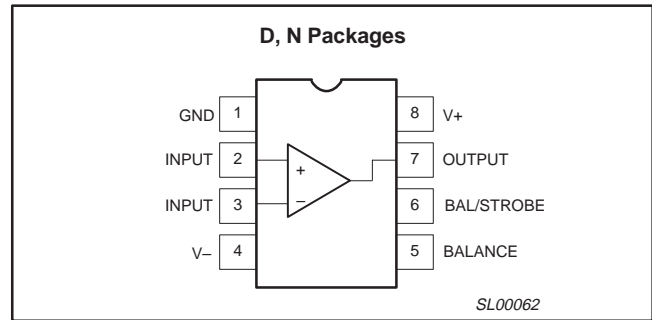 D, N Packages
GND 1 8 V+
INPUT 2 + 7 OUTPUT
INPUT 3 – 6 BAL/STROBE
V– 4 5 BALANCE
SL00062